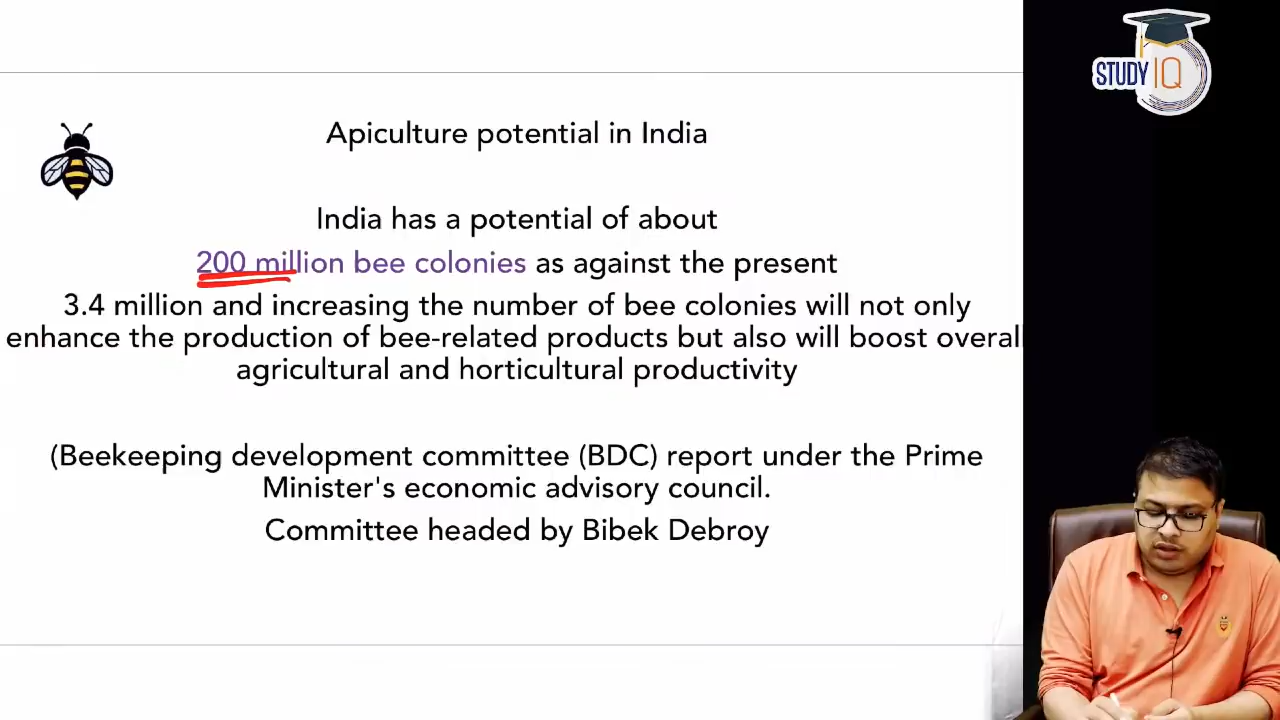 STUDY IQ
Apiculture potential in India
India has a potential of about
200 million bee colonies as against the present
3.4 million and increasing the number of bee colonies will not only
enhance the production of bee-related products but also will boost overall
agricultural and horticultural productivity
(Beekeeping development committee (BDC) report under the Prime
Minister's economic advisory council.
Committee headed by Bibek Debroy